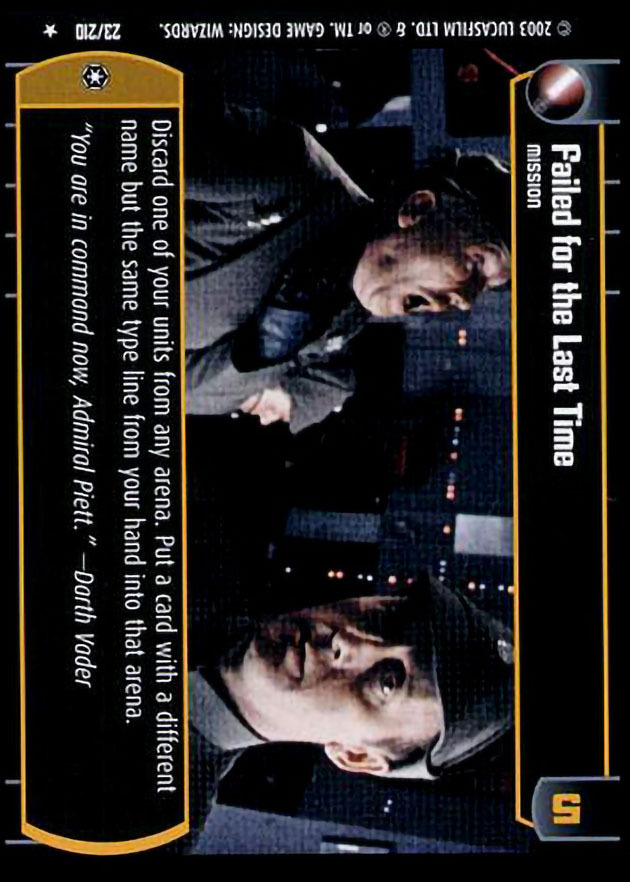 Failed for the Last Time
MISSION
5
Discard one of your units from any arena. Put a card with a different
name but the same type line from your hand into that arena.
"You are in command now, Admiral Piett." —Darth Vader
© 2003 LUCASFILM LTD. & ® or TM. GAME DESIGN: WIZARDS.
23/210 ★